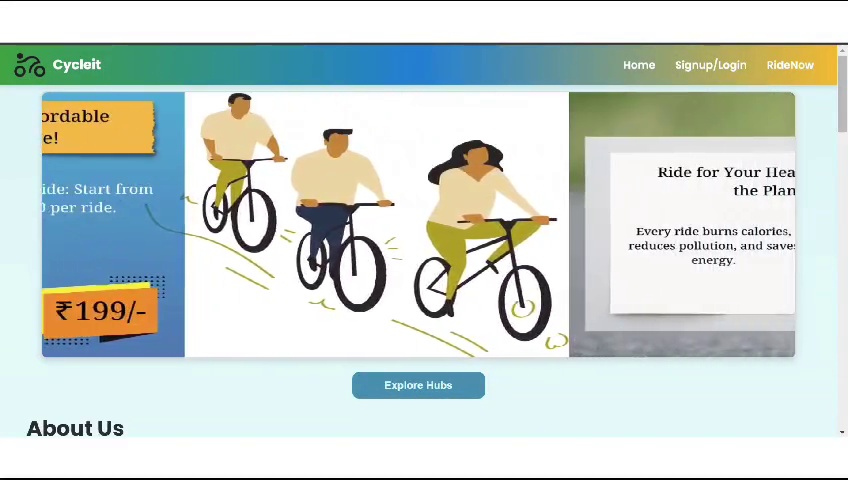 Cycleit
Home
Signup/Login
RideNow
ordable
e!
ide: Start from
per ride.
₹199/-
Ride for Your Hea
the Plan
Every ride burns calories,
reduces pollution, and saves
energy.
Explore Hubs
About Us